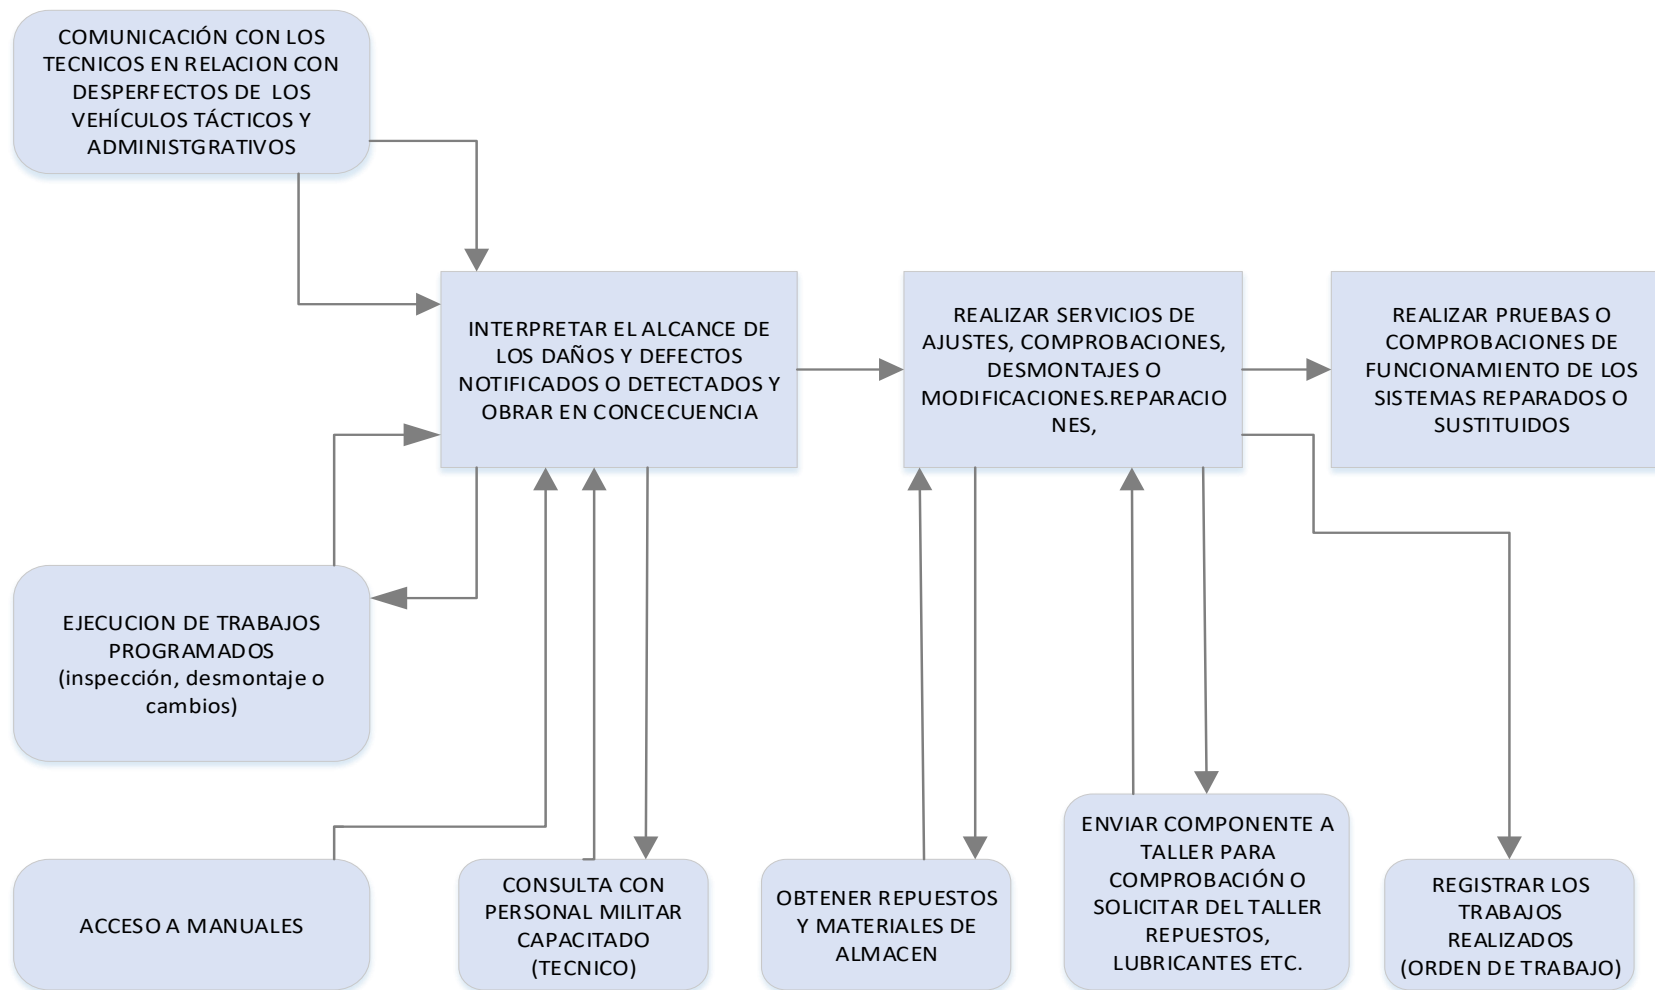 COMUNICACIÓN CON LOS
TECNICOS EN RELACION CON
DESPERFECTOS DE LOS
VEHÍCULOS TÁCTICOS Y
ADMINISTGRATIVOS
INTERPRETAR EL ALCANCE DE
LOS DAÑOS Y DEFECTOS
NOTIFICADOS O DETECTADOS Y
OBRAR EN CONCECUENCIA
REALIZAR SERVICIOS DE
AJUSTES, COMPROBACIONES,
DESMONTAJES O
MODIFICACIONES.REPARACIO
NES,
REALIZAR PRUEBAS O
COMPROBACIONES DE
FUNCIONAMIENTO DE LOS
SISTEMAS REPARADOS O
SUSTITUIDOS
EJECUCION DE TRABAJOS
PROGRAMADOS
(inspección, desmontaje o
cambios)
ACCESO A MANUALES
CONSULTA CON
PERSONAL MILITAR
CAPACITADO
(TECNICO)
OBTENER REPUESTOS
Y MATERIALES DE
ALMACEN
ENVIAR COMPONENTE A
TALLER PARA
COMPROBACIÓN O
SOLICITAR DEL TALLER
REPUESTOS,
LUBRICANTES ETC.
REGISTRAR LOS
TRABAJOS
REALIZADOS
(ORDEN DE TRABAJO)